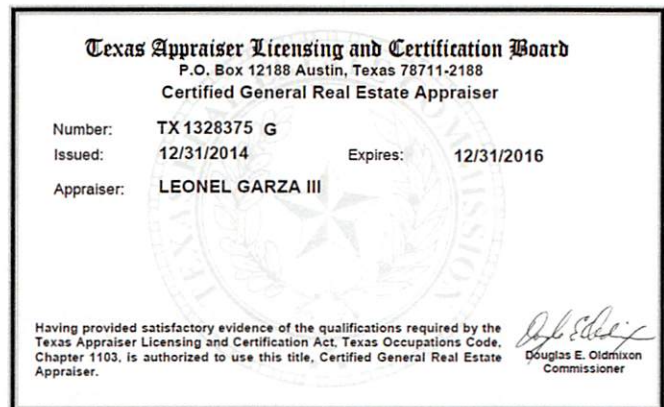 Texas Appraiser Licensing and Certification Board
P.O. Box 12188 Austin, Texas 78711-2188
Certified General Real Estate Appraiser
Number: TX 1328375 G
Issued: 12/31/2014 Expires: 12/31/2016
Appraiser: LEONEL GARZA III
Having provided satisfactory evidence of the qualifications required by the
Texas Appraiser Licensing and Certification Act, Texas Occupations Code,
Chapter 1103, is authorized to use this title, Certified General Real Estate
Appraiser.
Douglas E. Oldmixon
Commissioner